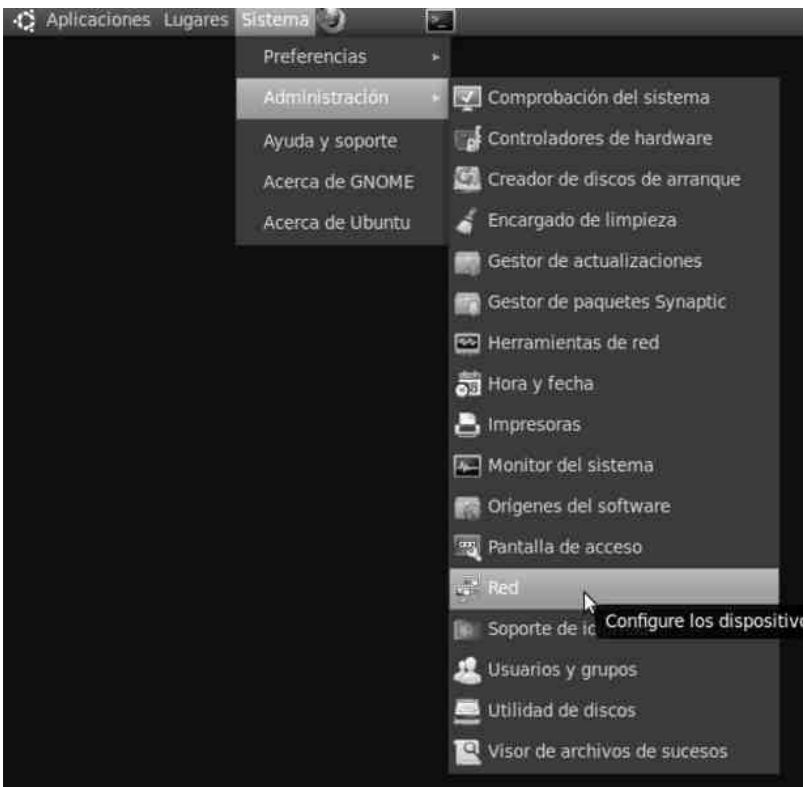 Aplicaciones Lugares Sistema
Preferencias
Administración
Ayuda y soporte
Acerca de GNOME
Acerca de Ubuntu
Comprobación del sistema
Controladores de hardware
Creador de discos de arranque
Encargado de limpieza
Gestor de actualizaciones
Gestor de paquetes Synaptic
Herramientas de red
Hora y fecha
Impresoras
Monitor del sistema
Orígenes del software
Pantalla de acceso
Red
Configure los dispositivo
Soporte de
Usuarios y grupos
Utilidad de discos
Visor de archivos de sucesos